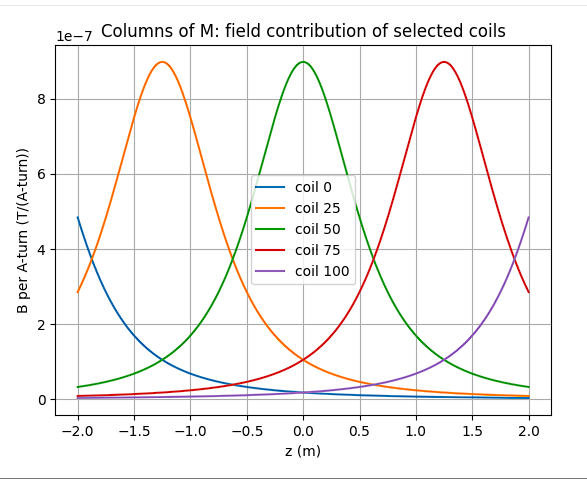 Columns of M: field contribution of selected coils
1e−7
8
6
4
2
0
B per A-turn (T/(A-turn))
coil 0
coil 25
coil 50
coil 75
coil 100
−2.0 −1.5 −1.0 −0.5 0.0 0.5 1.0 1.5 2.0
z (m)